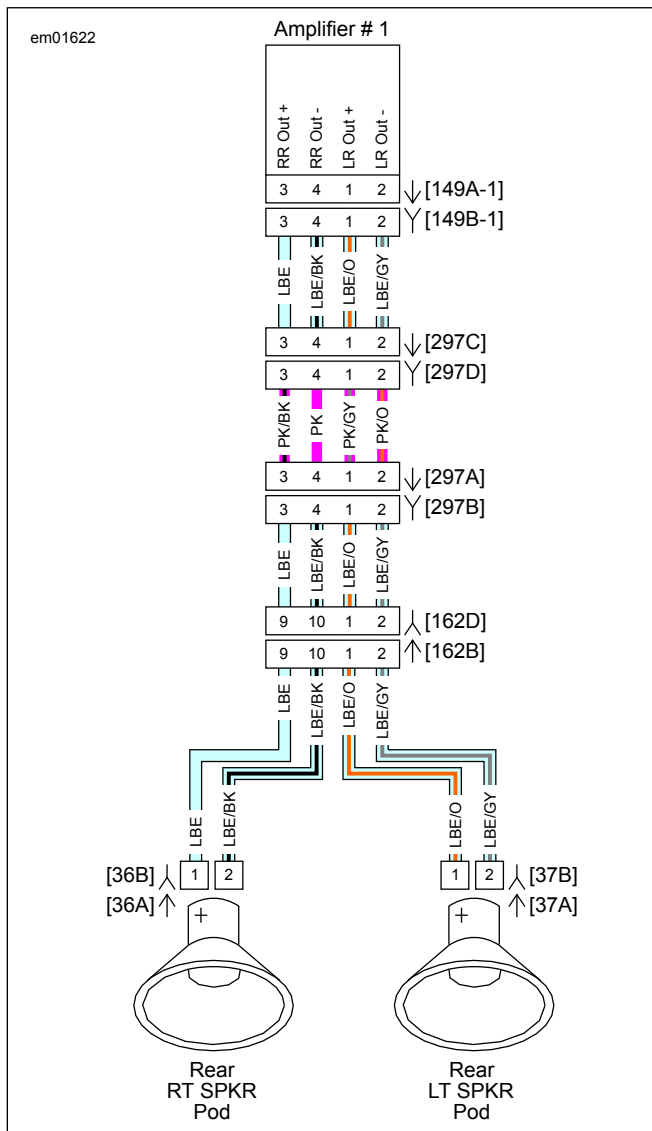 em01622
Amplifier # 1
RR Out +
RR Out -
LR Out +
LR Out -
3 4 1 2 [149A-1]
3 4 1 2 [149B-1]
LBE LBE/BK LBE/O LBE/GY
3 4 1 2 [297C]
3 4 1 2 [297D]
PK/BK PK PK/GY PK/O
3 4 1 2 [297A]
3 4 1 2 [297B]
LBE LBE/BK LBE/O LBE/GY
9 10 1 2 [162D]
9 10 1 2 [162B]
LBE LBE/BK LBE/O LBE/GY
LBE LBE/BK LBE/O LBE/GY
[36B] 1 2 1 2 [37B]
[36A] [37A]
+ +
Rear
RT SPKR
Pod
Rear
LT SPKR
Pod